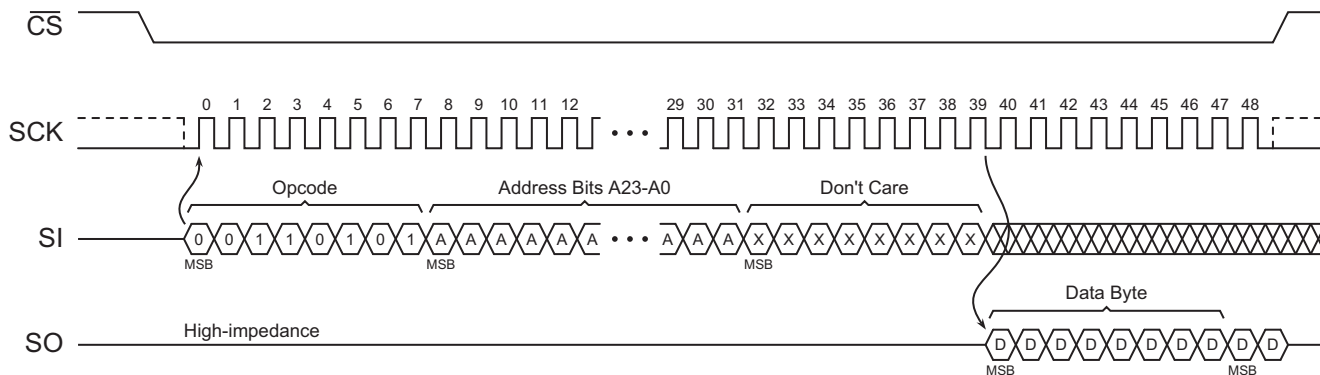 CS
0 1 2 3 4 5 6 7 8 9 10 11 12 29 30 31 32 33 34 35 36 37 38 39 40 41 42 43 44 45 46 47 48
SCK
Opcode Address Bits A23-A0 Don't Care
SI 0 0 1 1 0 1 0 1 A A A A A A A A A X X X X X X X X
MSB MSB MSB
Data Byte
High-impedance
SO D D D D D D D D D D
MSB MSB